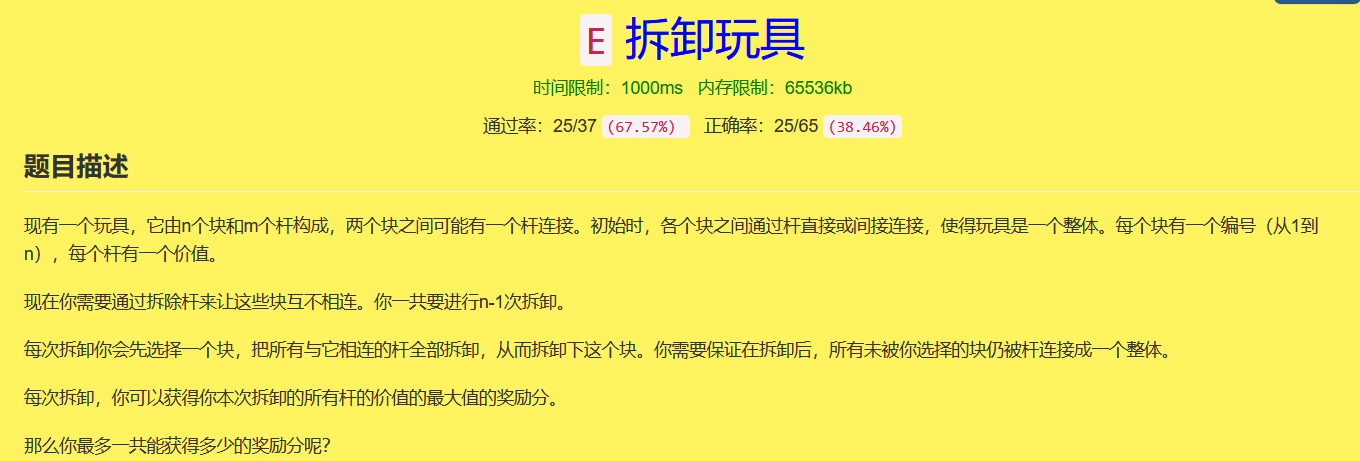 E 拆卸玩具
时间限制：1000ms 内存限制：65536kb
通过率：25/37 (67.57%) 正确率：25/65 (38.46%)
题目描述
现有一个玩具，它由n个块和m个杆构成，两个块之间可能有一个杆连接。初始时，各个块之间通过杆直接或间接连接，使得玩具是一个整体。每个块有一个编号（从1到
n），每个杆有一个价值。
现在你需要通过拆除杆来让这些块互不相连。你一共要进行n-1次拆卸。
每次拆卸你会先选择一个块，把所有与它相连的杆全部拆卸，从而拆卸下这个块。你需要保证在拆卸后，所有未被你选择的块仍被杆连接成一个整体。
每次拆卸，你可以获得你本次拆卸的所有杆的价值的最大值的奖励分。
那么你最多一共能获得多少的奖励分呢？